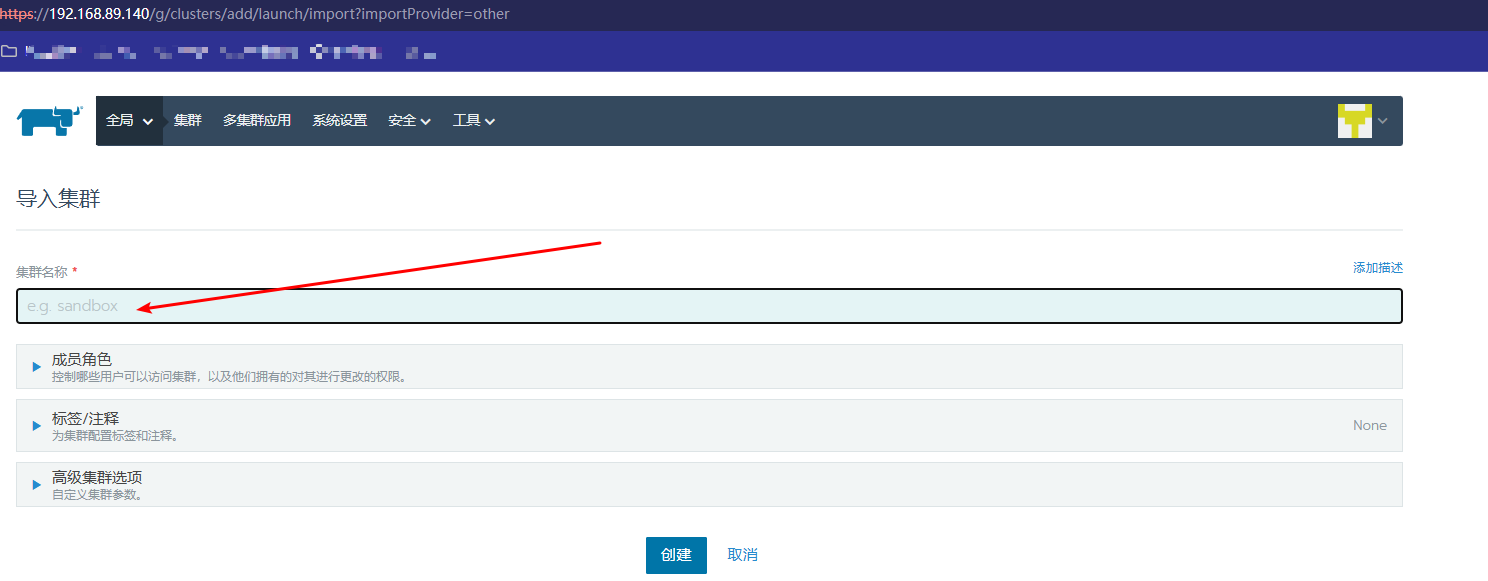 https://192.168.89.140/g/clusters/add/launch/import?importProvider=other
全局 集群 多集群应用 系统设置 安全 工具
导入集群
集群名称 * 添加描述
e.g. sandbox
成员角色
控制哪些用户可以访问集群，以及他们拥有的对其进行更改的权限。
标签/注释
为集群配置标签和注释。 None
高级集群选项
自定义集群参数。
创建 取消